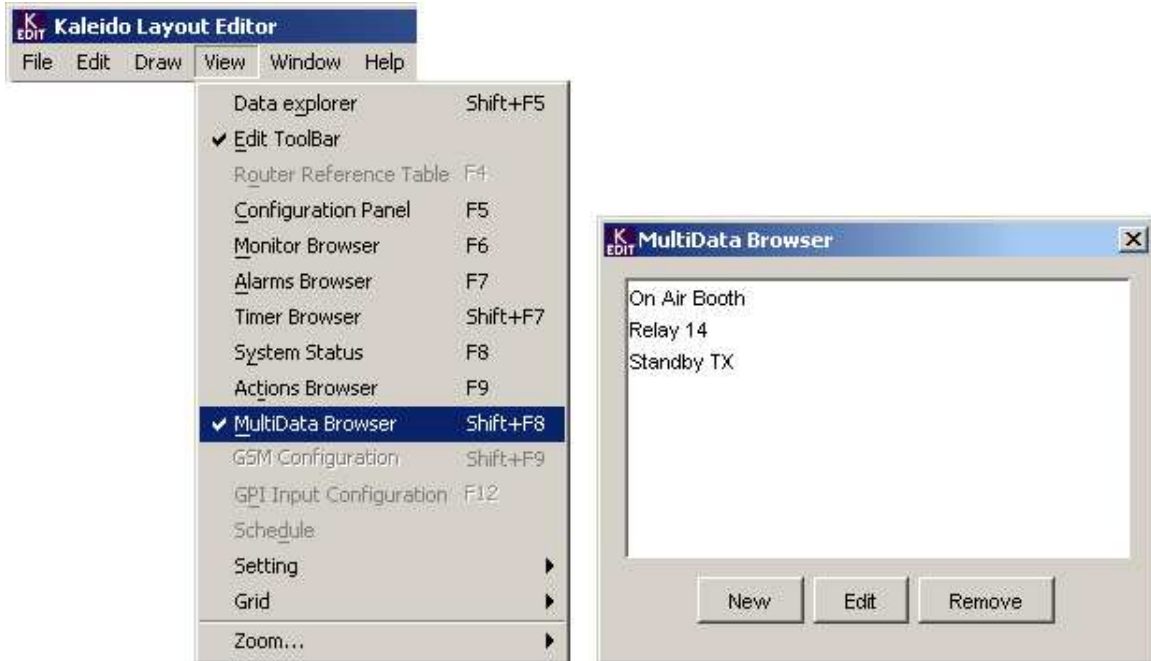 K EDIT Kaleido Layout Editor
File Edit Draw View Window Help
Data explorer Shift+F5
Edit ToolBar
Router Reference Table F4
Configuration Panel F5
Monitor Browser F6
Alarms Browser F7
Timer Browser Shift+F7
System Status F8
Actions Browser F9
MultiData Browser Shift+F8
GSM Configuration Shift+F9
GPI Input Configuration F12
Schedule
Setting
Grid
Zoom...
K EDIT MultiData Browser
On Air Booth
Relay 14
Standby TX
New Edit Remove